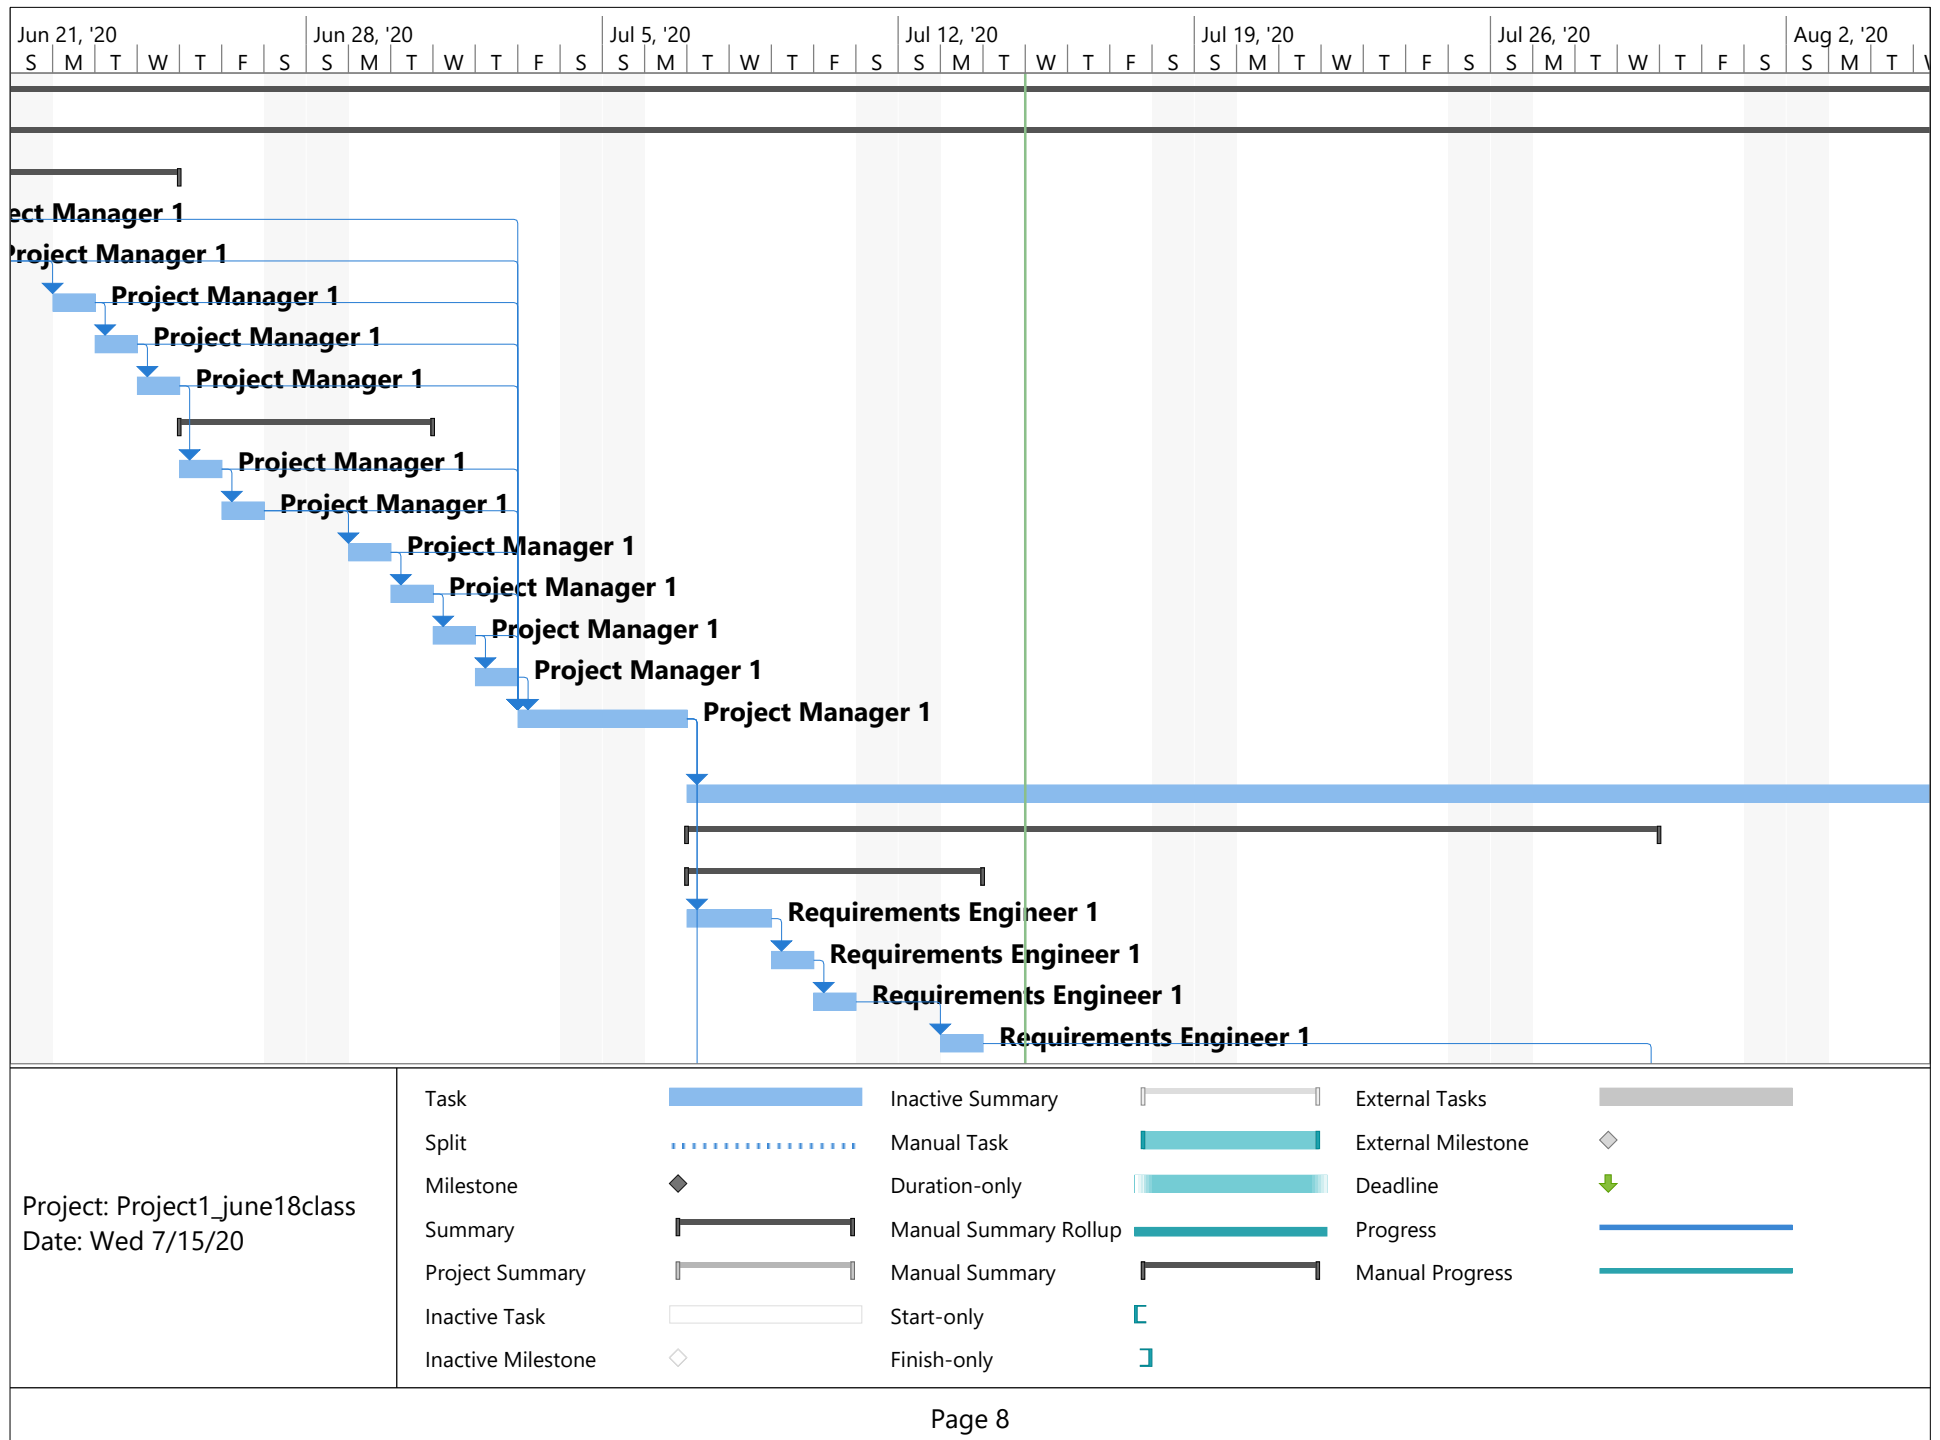 Jun 21, '20 Jun 28, '20 Jul 5, '20 Jul 12, '20 Jul 19, '20 Jul 26, '20 Aug 2, '20
S M T W T F S S M T W T F S S M T W T F S S M T W T F S S M T W T F S S M T W T F S S M T
ect Manager 1
Project Manager 1
Project Manager 1
Project Manager 1
Project Manager 1
Project Manager 1
Project Manager 1
Project Manager 1
Project Manager 1
Project Manager 1
Project Manager 1
Project Manager 1
Requirements Engineer 1
Requirements Engineer 1
Requirements Engineer 1
Requirements Engineer 1
Project: Project1_june18class
Date: Wed 7/15/20
Task
Split
Milestone
Summary
Project Summary
Inactive Task
Inactive Milestone
Inactive Summary
Manual Task
Duration-only
Manual Summary Rollup
Manual Summary
Start-only
Finish-only
External Tasks
External Milestone
Deadline
Progress
Manual Progress
Page 8